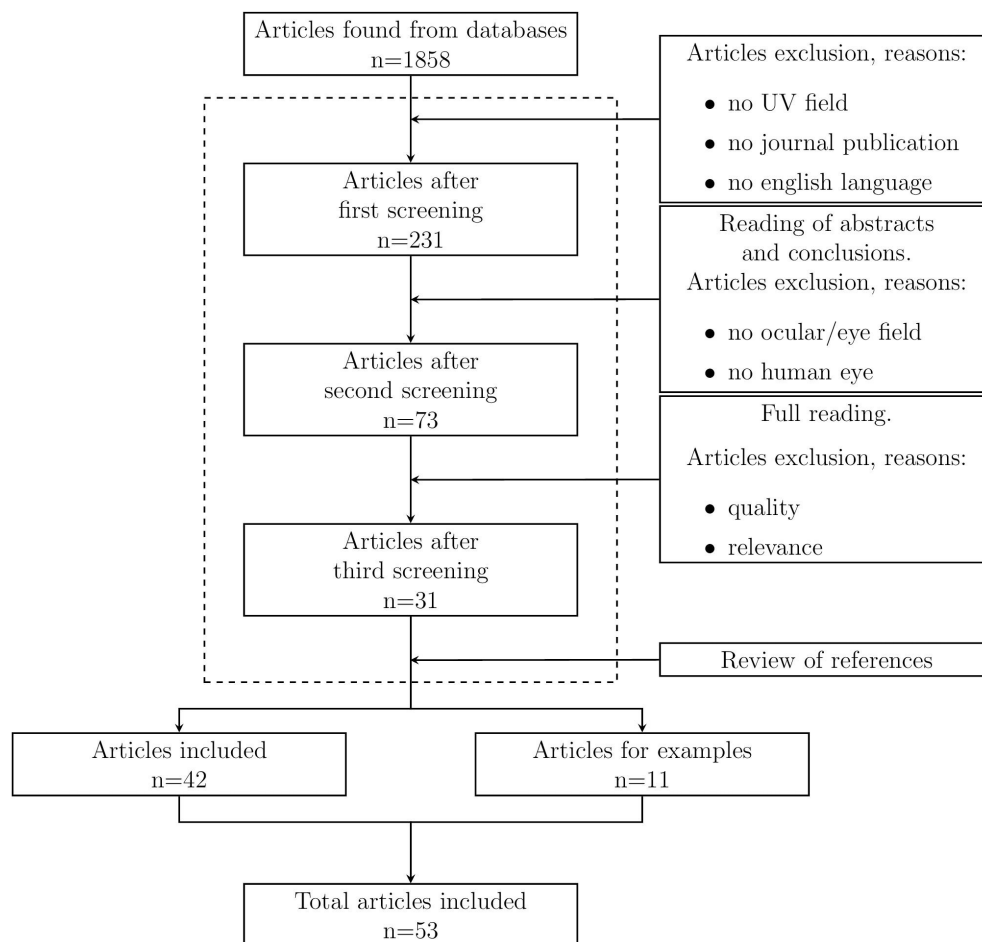 Articles found from databases
n=1858
Articles exclusion, reasons:
• no UV field
• no journal publication
• no english language
Articles after
first screening
n=231
Reading of abstracts
and conclusions.
Articles exclusion, reasons:
• no ocular/eye field
• no human eye
Articles after
second screening
n=73
Full reading.
Articles exclusion, reasons:
• quality
• relevance
Articles after
third screening
n=31
Review of references
Articles included
n=42
Articles for examples
n=11
Total articles included
n=53